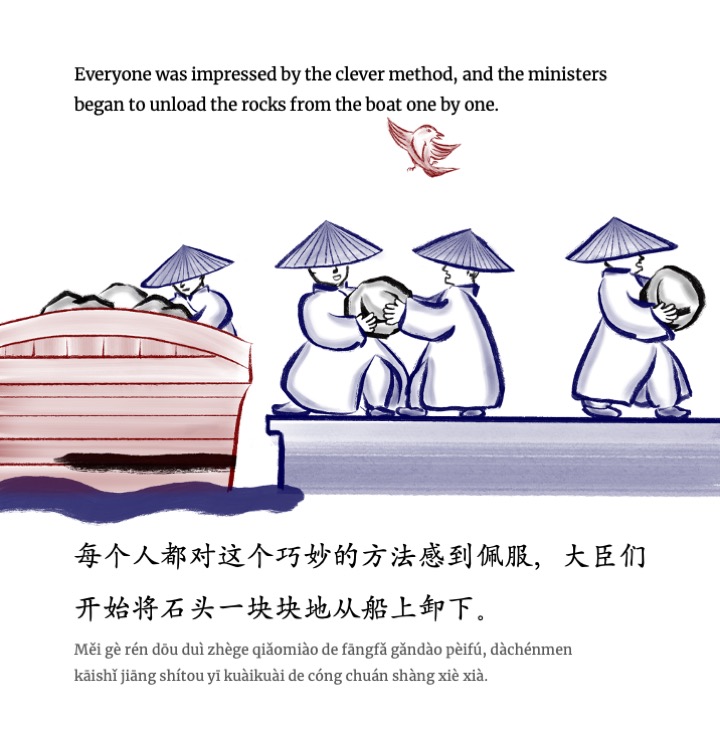 Everyone was impressed by the clever method, and the ministers
began to unload the rocks from the boat one by one.
每个人都对这个巧妙的方法感到佩服，大臣们
开始将石头一块块地从船上卸下。
Měi gè rén dōu duì zhège qiǎomiào de fāngfǎ gǎndào pèifú, dàchénmen
kāishǐ jiāng shítou yī kuàikuài de cóng chuán shàng xiè xià.